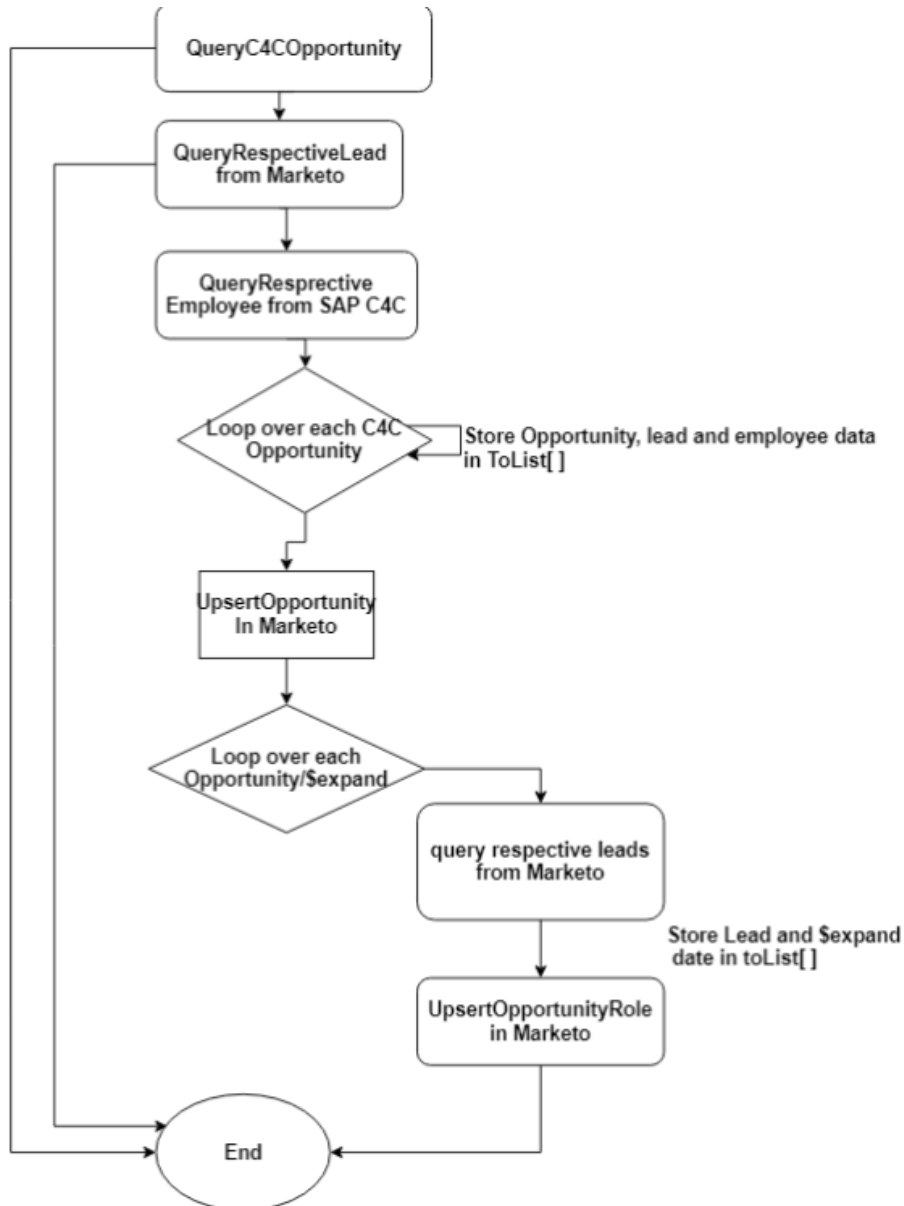 QueryC4COpportunity
QueryRespectiveLead
from Marketo
QueryResprective
Employee from SAP C4C
Loop over each C4C
Opportunity
Store Opportunity, lead and employee data
in ToList[ ]
UpsertOpportunity
In Marketo
Loop over each
Opportunity/$expand
query respective leads
from Marketo
Store Lead and $expand
date in toList[ ]
UpsertOpportunityRole
in Marketo
End